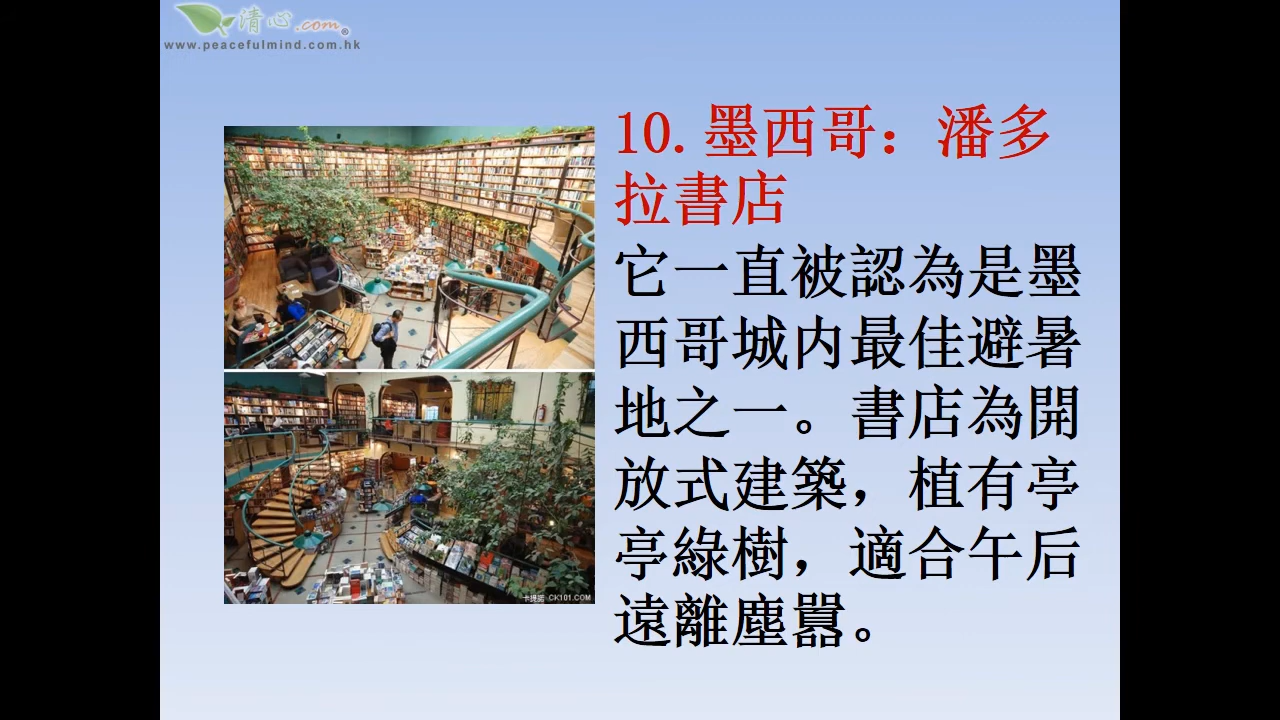 清心.com®
www.peacefulmind.com.hk
10.墨西哥：潘多
拉書店
它一直被認為是墨
西哥城内最佳避暑
地之一。書店為開
放式建築，植有亭
亭綠樹，適合午后
遠離塵囂。
卡提諾 CK101.COM